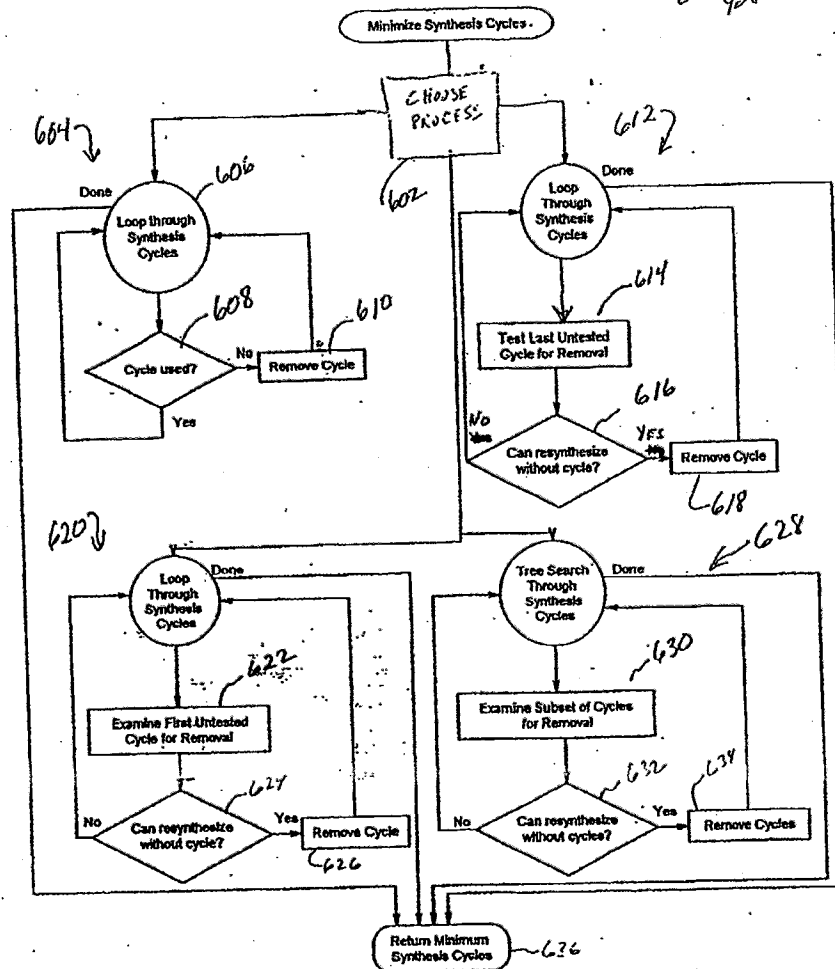 Minimize Synthesis Cycles
CHOOSE
PROCESS
602
604
606
Done
Loop through
Synthesis
Cycles
608
Cycle used?
No
610
Remove Cycle
Yes
612
Done
Loop
Through
Synthesis
Cycles
614
Test Last Untested
Cycle for Removal
616
NO
Yes
YES
No
Can resynthesize
without cycle?
Remove Cycle
618
620
Done
Loop
Through
Synthesis
Cycles
622
Examine First Untested
Cycle for Removal
624
No
Can resynthesize
without cycle?
Yes
Remove Cycle
626
628
Done
Tree Search
Through
Synthesis
Cycles
630
Examine Subset of Cycles
for Removal
632
634
No
Can resynthesize
without cycles?
Yes
Remove Cycles
Return Minimum
Synthesis Cycles
636